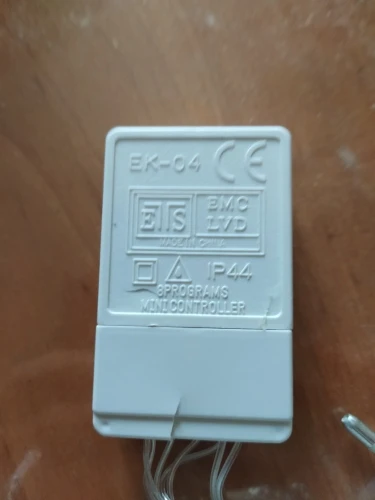 EK-04 CE
ETS EMC
LVD
MADE IN CHINA
IP44
8PROGRAMS
MINI CONTROLLER